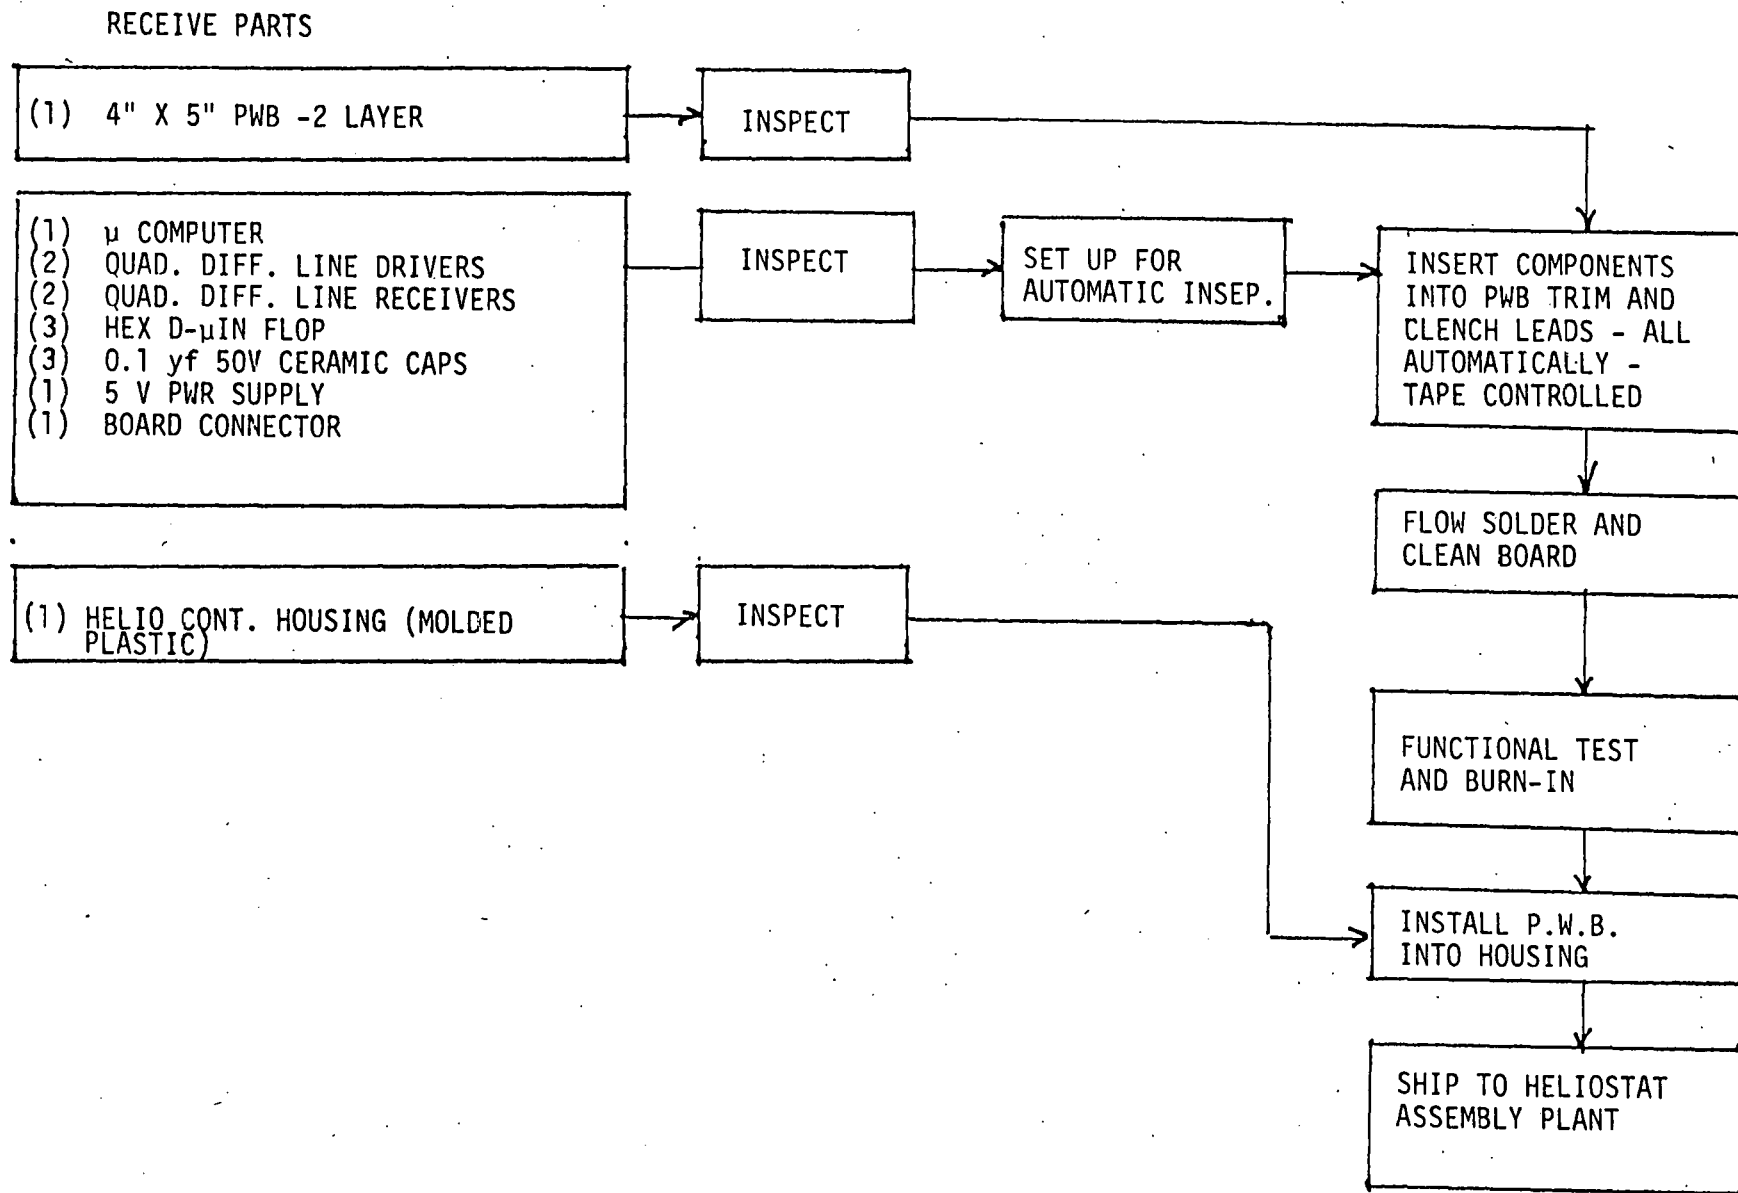 RECEIVE PARTS
(1) 4" X 5" PWB -2 LAYER
INSPECT
(1) µ COMPUTER
(2) QUAD. DIFF. LINE DRIVERS
(2) QUAD. DIFF. LINE RECEIVERS
(3) HEX D-µIN FLOP
(3) 0.1 yf 50V CERAMIC CAPS
(1) 5 V PWR SUPPLY
(1) BOARD CONNECTOR
INSPECT
SET UP FOR
AUTOMATIC INSEP.
INSERT COMPONENTS
INTO PWB TRIM AND
CLENCH LEADS - ALL
AUTOMATICALLY -
TAPE CONTROLLED
FLOW SOLDER AND
CLEAN BOARD
(1) HELIO CONT. HOUSING (MOLDED
PLASTIC)
INSPECT
FUNCTIONAL TEST
AND BURN-IN
INSTALL P.W.B.
INTO HOUSING
SHIP TO HELIOSTAT
ASSEMBLY PLANT